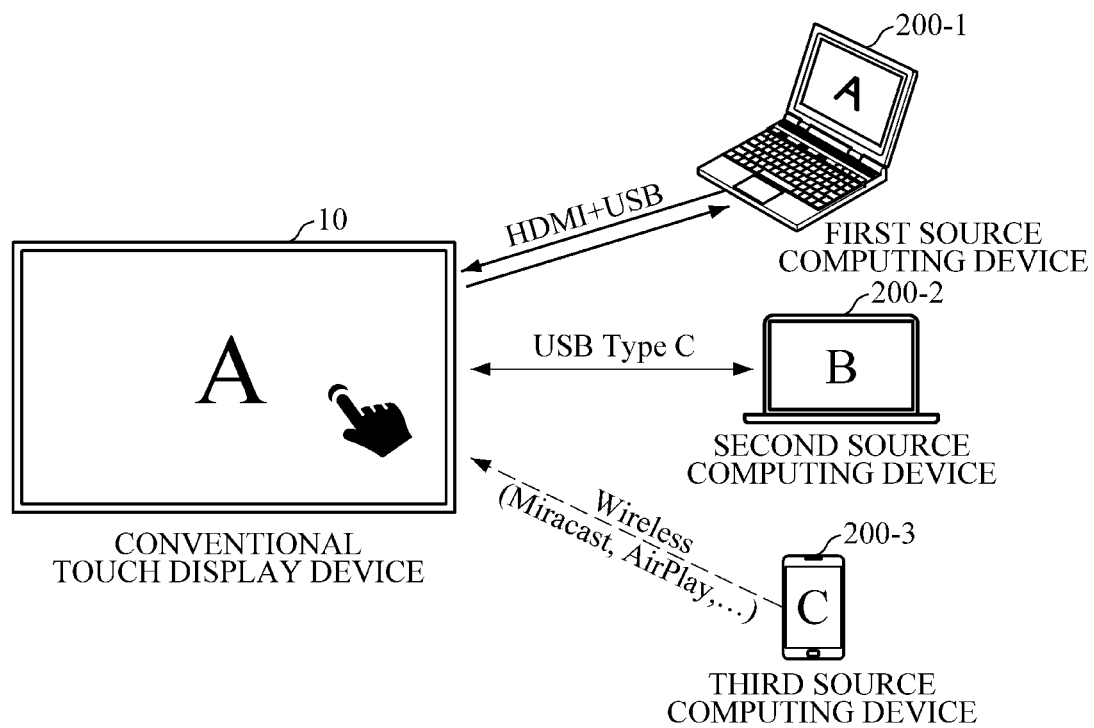 200-1
A
HDMI+USB
10
FIRST SOURCE
COMPUTING DEVICE
200-2
A
USB Type C
B
SECOND SOURCE
COMPUTING DEVICE
Wireless
(Miracast, AirPlay,...)
200-3
CONVENTIONAL
TOUCH DISPLAY DEVICE
C
THIRD SOURCE
COMPUTING DEVICE